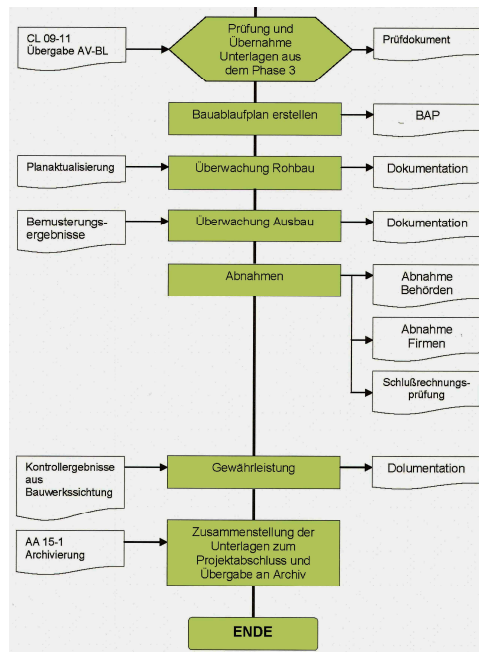 CL 09-11
Übergabe AV-BL
Prüfung und
Übernahme
Unterlagen aus
dem Phase 3
Prüfdokument
Bauablaufplan erstellen
BAP
Planaktualisierung
Überwachung Rohbau
Dokumentation
Bemusterungs-
ergebnisse
Überwachung Ausbau
Dokumentation
Abnahmen
Abnahme
Behörden
Abnahme
Firmen
Schlußrechnungs-
prüfung
Kontrollergebnisse
aus
Bauwerkssichtung
Gewährleistung
Dolumentation
AA 15-1
Archivierung
Zusammenstellung der
Unterlagen zum
Projektabschluss und
Übergabe an Archiv
ENDE